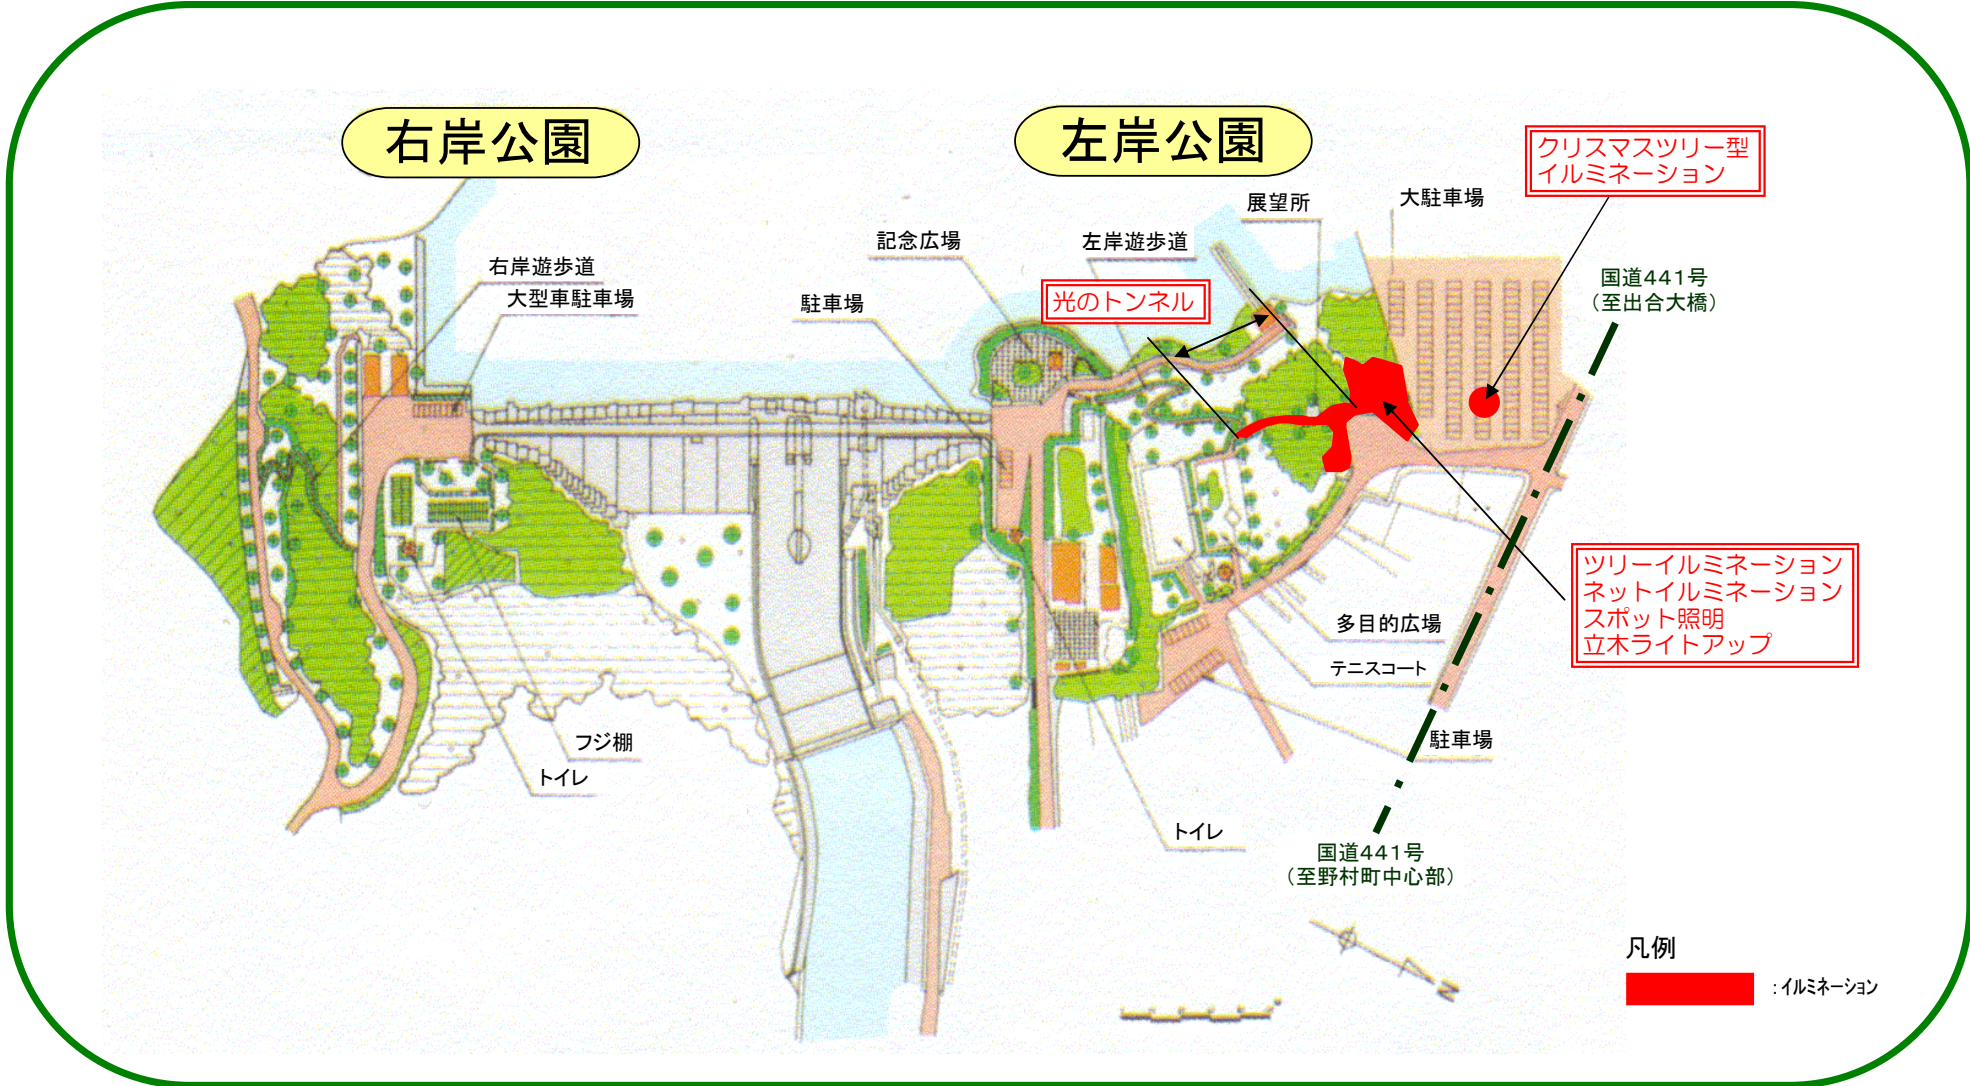 右岸公園
左岸公園
クリスマスツリー型
イルミネーション
展望所
大駐車場
記念広場
左岸遊歩道
右岸遊歩道
大型車駐車場
駐車場
光のトンネル
国道441号
（至出合大橋）
ツリーイルミネーション
ネットイルミネーション
スポット照明
立木ライトアップ
多目的広場
テニスコート
駐車場
フジ棚
トイレ
トイレ
国道441号
（至野村町中心部）
N
凡例
：イルミネーション